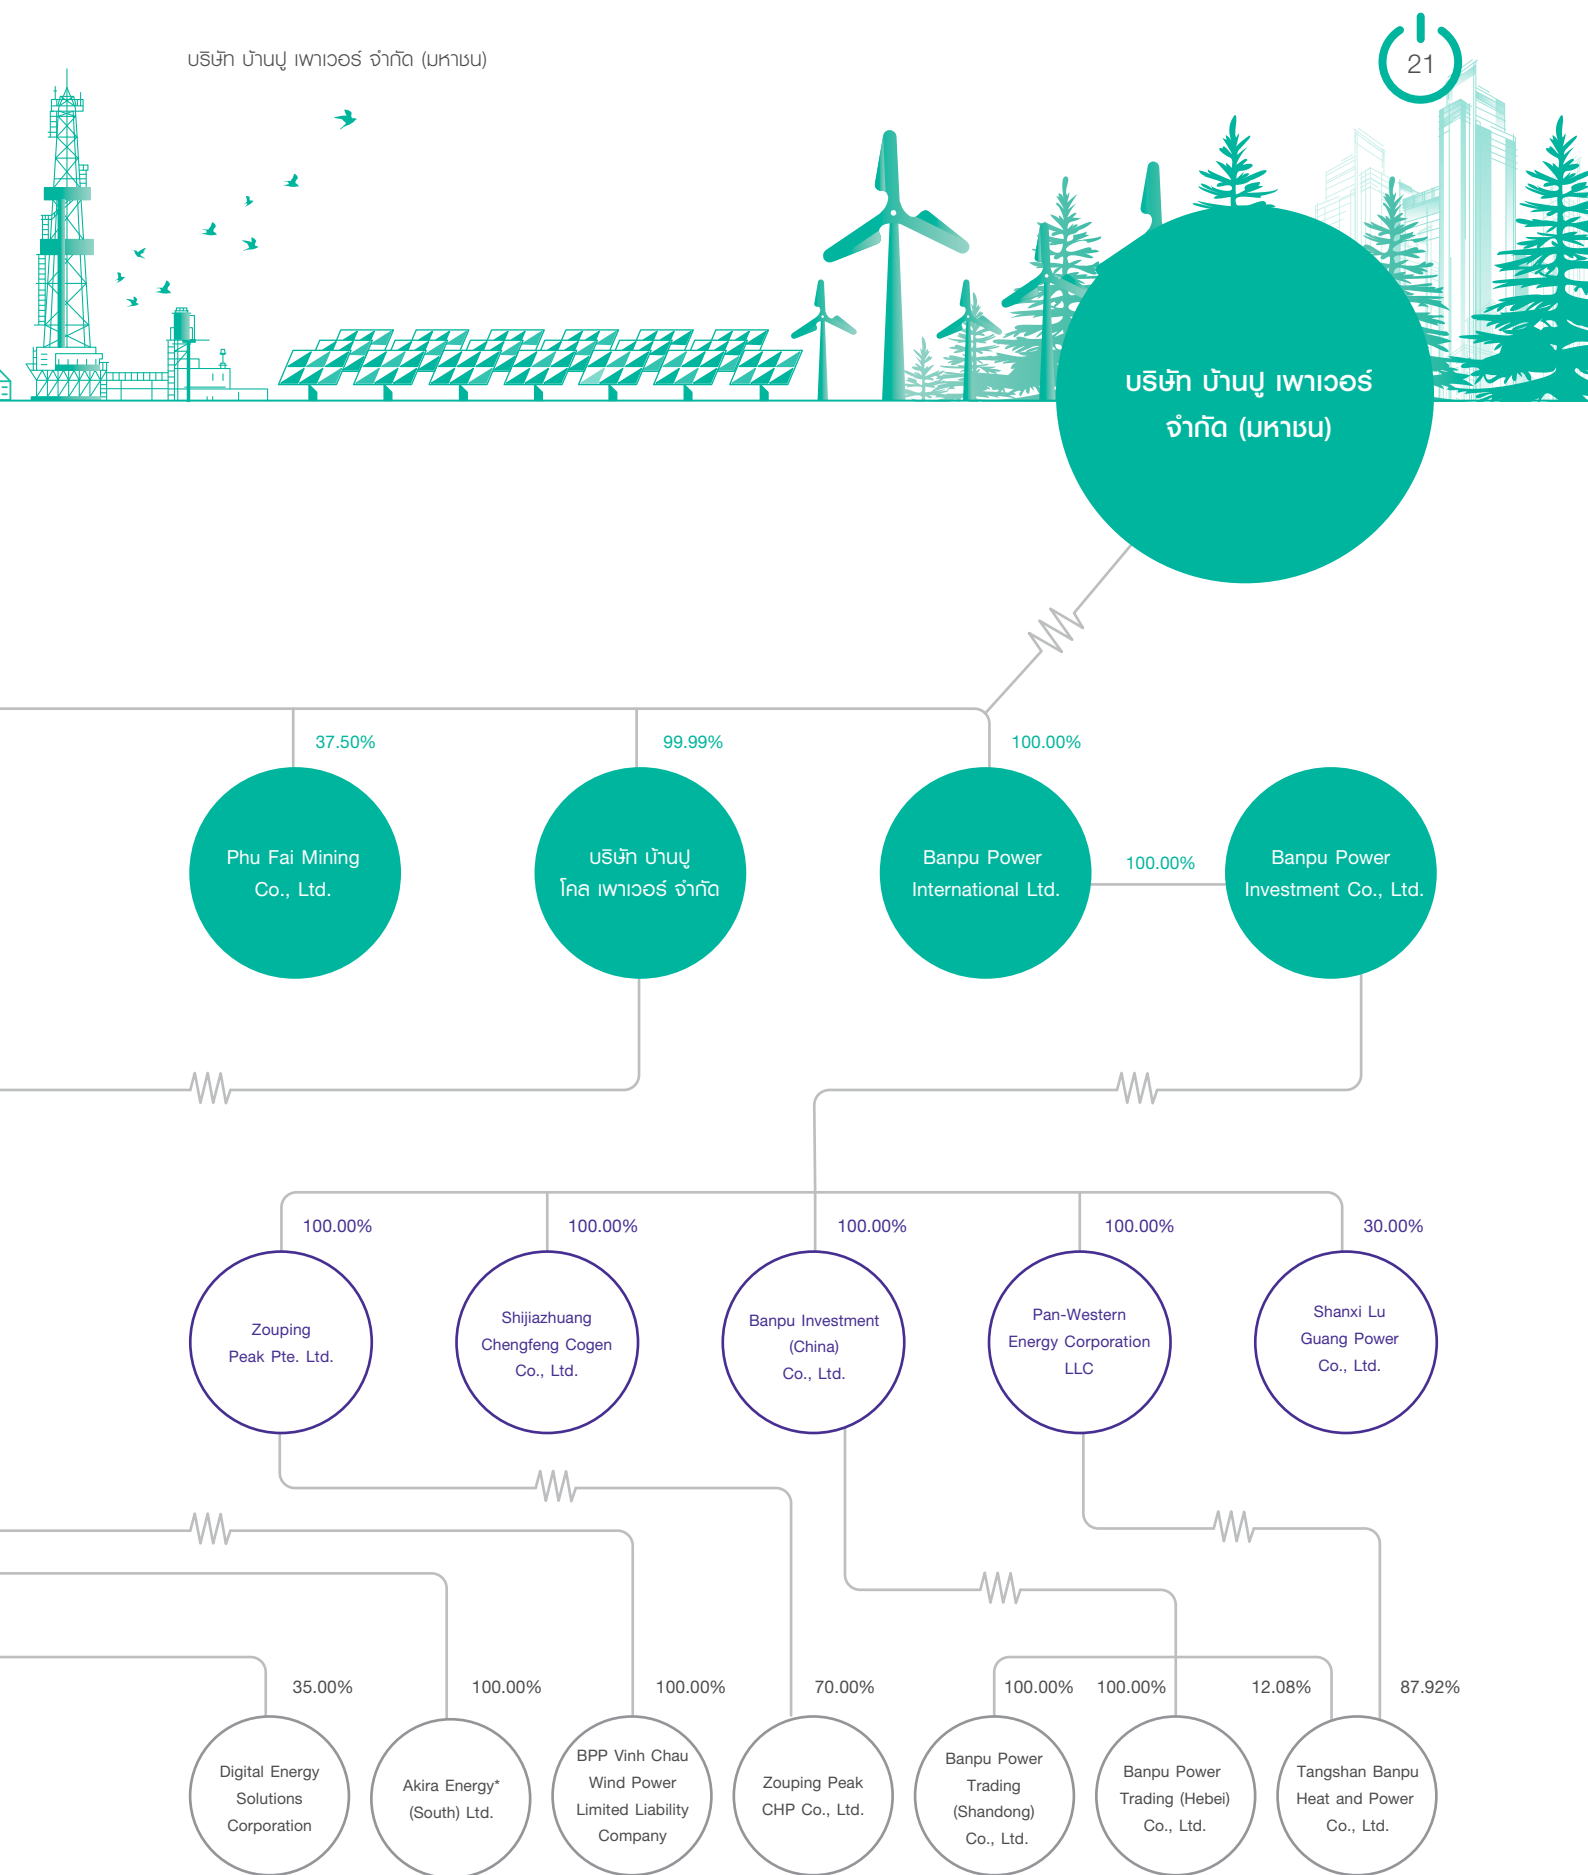 บริษัท บ้านปู เพาเวอร์ จำกัด (มหาชน)
21
บริษัท บ้านปู เพาเวอร์
จำกัด (มหาชน)
37.50%
99.99%
100.00%
Phu Fai Mining
Co., Ltd.
บริษัท บ้านปู
โคล เพาเวอร์ จำกัด
Banpu Power
International Ltd.
100.00%
Banpu Power
Investment Co., Ltd.
100.00%
100.00%
100.00%
100.00%
30.00%
Zouping
Peak Pte. Ltd.
Shijiazhuang
Chengfeng Cogen
Co., Ltd.
Banpu Investment
(China)
Co., Ltd.
Pan-Western
Energy Corporation
LLC
Shanxi Lu
Guang Power
Co., Ltd.
35.00%
100.00%
100.00%
70.00%
100.00%
100.00%
12.08%
87.92%
Digital Energy
Solutions
Corporation
Akira Energy*
(South) Ltd.
BPP Vinh Chau
Wind Power
Limited Liability
Company
Zouping Peak
CHP Co., Ltd.
Banpu Power
Trading
(Shandong)
Co., Ltd.
Banpu Power
Trading (Hebei)
Co., Ltd.
Tangshan Banpu
Heat and Power
Co., Ltd.